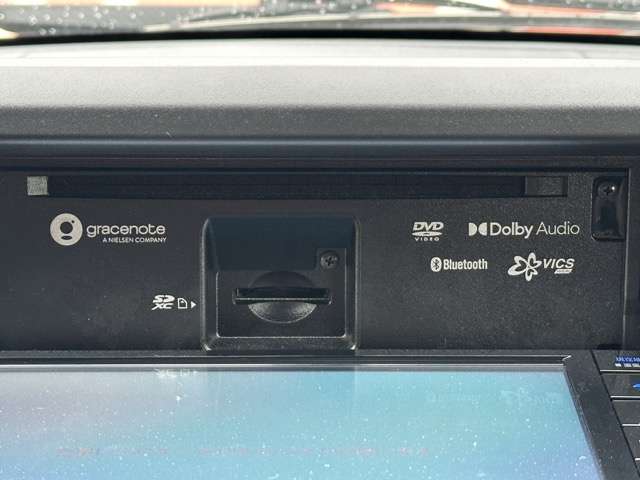 gracenote
A NIELSEN COMPANY
DVD
VIDEO
Dolby Audio
Bluetooth
VICS
SD
XC